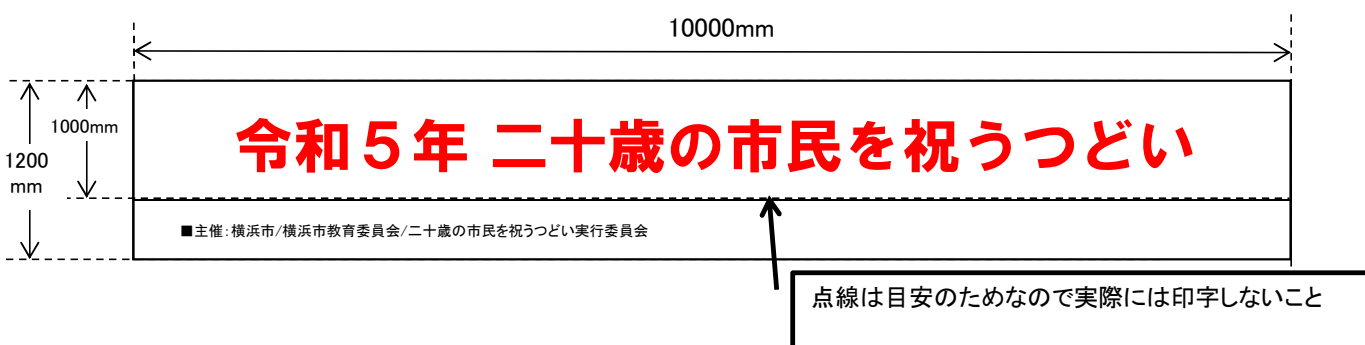 10000mm
1000mm
1200
mm
令和５年 二十歳の市民を祝うつどい
■主催：横浜市/横浜市教育委員会/二十歳の市民を祝うつどい実行委員会
点線は目安のためなので実際には印字しないこと